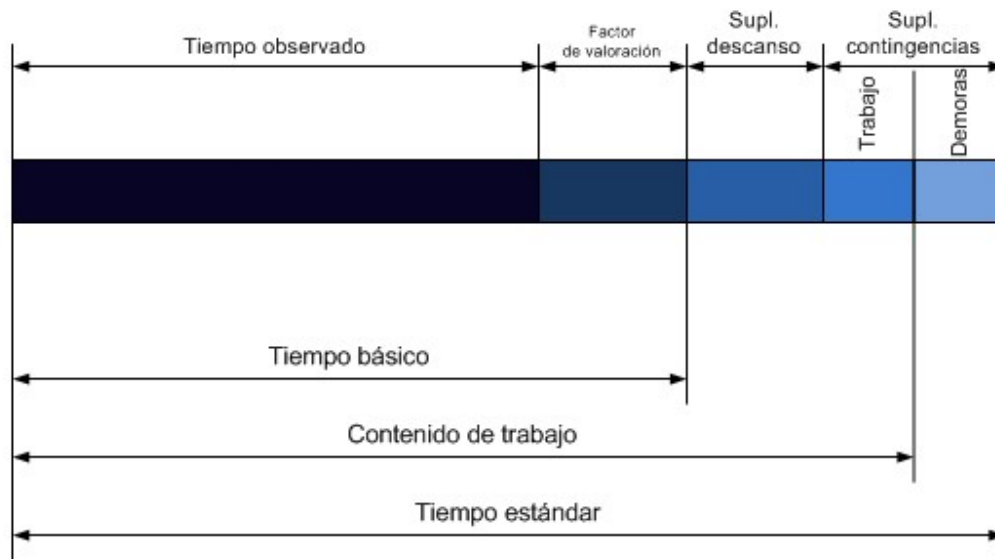 Tiempo observado
Factor
de valoración
Supl.
descanso
Supl.
contingencias
Trabajo
Demoras
Tiempo básico
Contenido de trabajo
Tiempo estándar